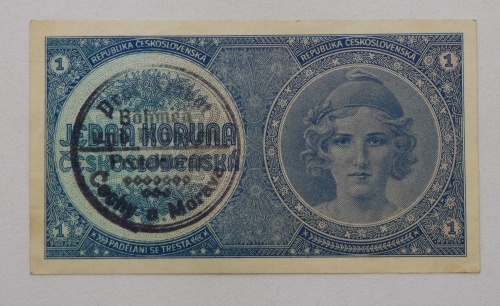 REPUBLIKA ČESKOSLOVENSKÁ
REPUBLIKA ČESKOSLOVENSKÁ
1
1
Böhmen
JEDNA KORUNA
ČESKOSLOVENSKÁ
Čechy a Morava
1
PADĚLÁNÍ SE TRESTÁ
1